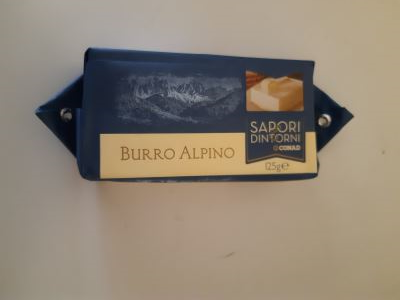 SAPORI
DINTORNI
CONAD
BURRO ALPINO
125g℮